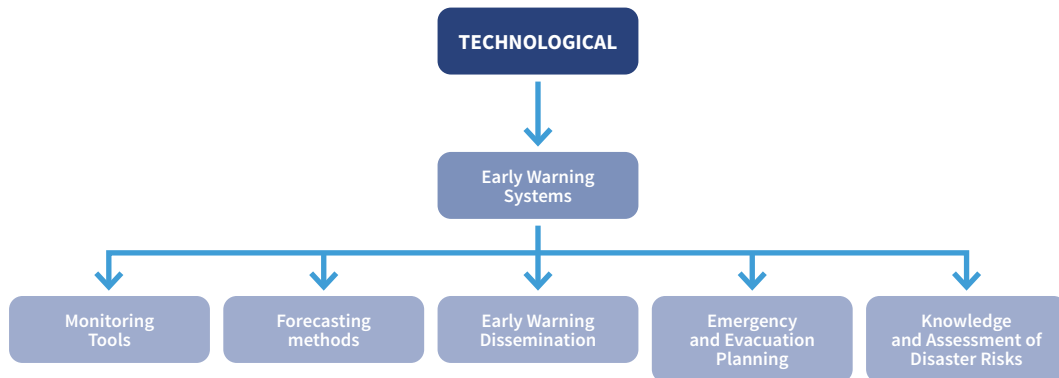 TECHNOLOGICAL
Early Warning
Systems
Monitoring
Tools
Forecasting
methods
Early Warning
Dissemination
Emergency
and Evacuation
Planning
Knowledge
and Assessment of
Disaster Risks